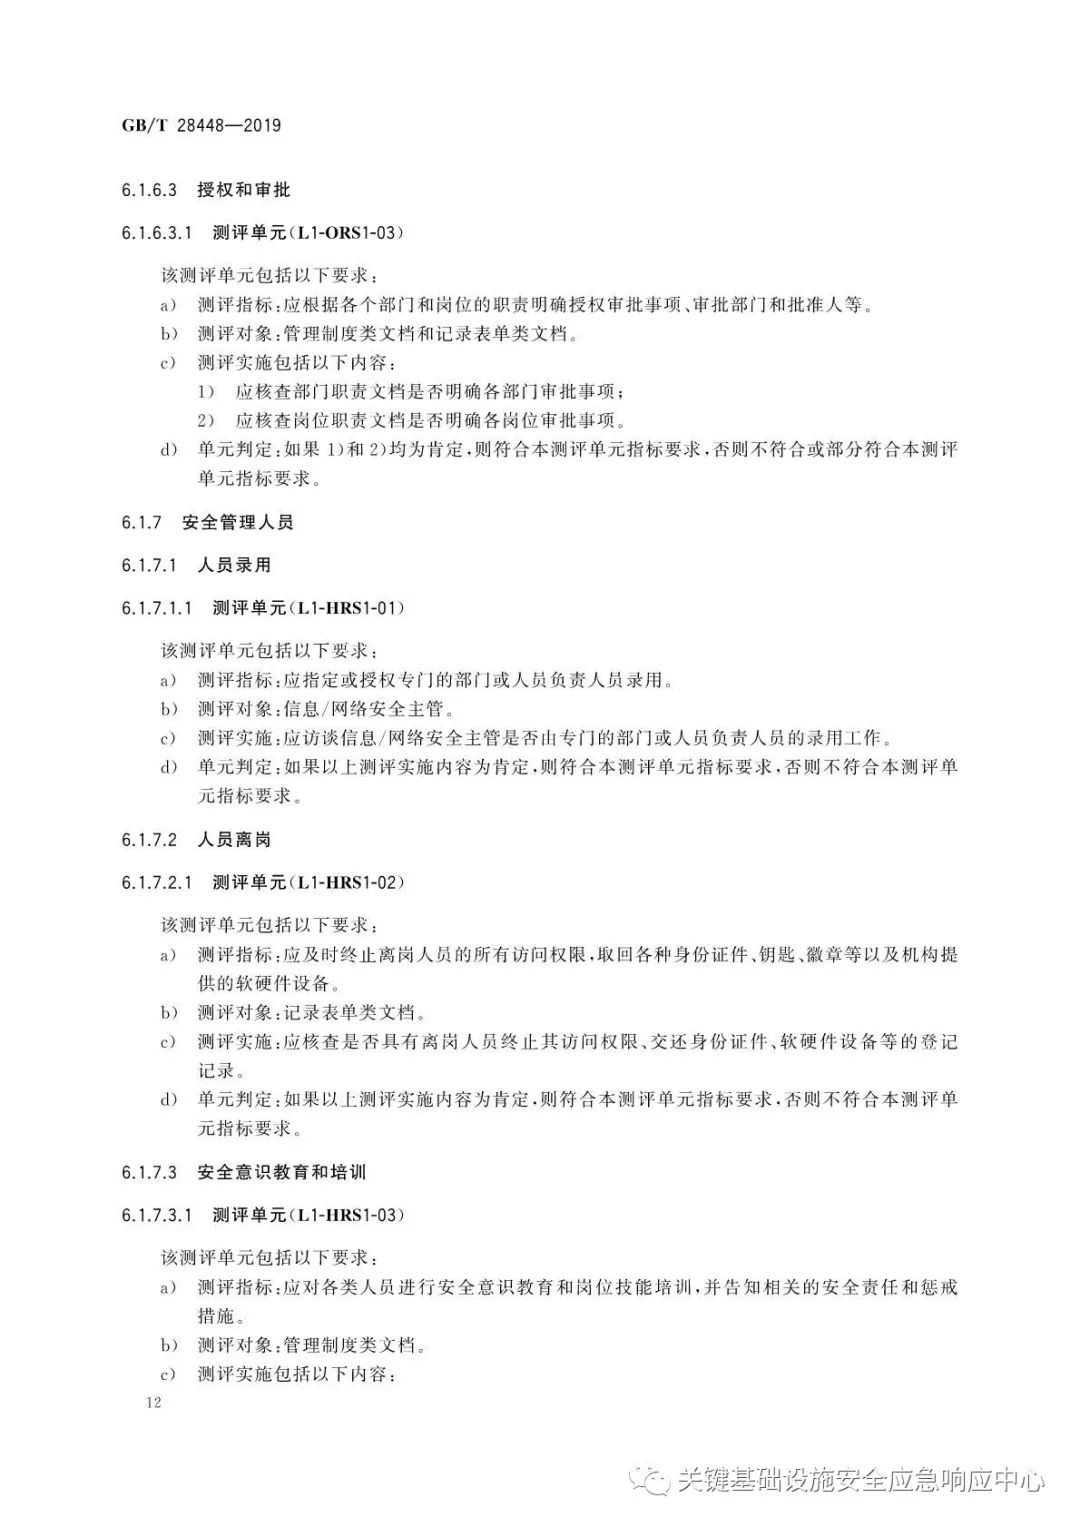 GB/T 28448—2019
6.1.6.3 授权和审批
6.1.6.3.1 测评单元(L1-ORS1-03)
该测评单元包括以下要求:
a) 测评指标:应根据各个部门和岗位的职责明确授权审批事项、审批部门和批准人等。
b) 测评对象:管理制度类文档和记录表单类文档。
c) 测评实施包括以下内容:
1) 应核查部门职责文档是否明确各部门审批事项;
2) 应核查岗位职责文档是否明确各岗位审批事项。
d) 单元判定:如果 1)和 2)均为肯定,则符合本测评单元指标要求,否则不符合或部分符合本测评
单元指标要求。
6.1.7 安全管理人员
6.1.7.1 人员录用
6.1.7.1.1 测评单元(L1-HRS1-01)
该测评单元包括以下要求:
a) 测评指标:应指定或授权专门的部门或人员负责人员录用。
b) 测评对象:信息/网络安全主管。
c) 测评实施:应访谈信息/网络安全主管是否由专门的部门或人员负责人员的录用工作。
d) 单元判定:如果以上测评实施内容为肯定,则符合本测评单元指标要求,否则不符合本测评单
元指标要求。
6.1.7.2 人员离岗
6.1.7.2.1 测评单元(L1-HRS1-02)
该测评单元包括以下要求:
a) 测评指标:应及时终止离岗人员的所有访问权限,取回各种身份证件、钥匙、徽章等以及机构提
供的软硬件设备。
b) 测评对象:记录表单类文档。
c) 测评实施:应核查是否具有离岗人员终止其访问权限、交还身份证件、软硬件设备等的登记
记录。
d) 单元判定:如果以上测评实施内容为肯定,则符合本测评单元指标要求,否则不符合本测评单
元指标要求。
6.1.7.3 安全意识教育和培训
6.1.7.3.1 测评单元(L1-HRS1-03)
该测评单元包括以下要求:
a) 测评指标:应对各类人员进行安全意识教育和岗位技能培训,并告知相关的安全责任和惩戒
措施。
b) 测评对象:管理制度类文档。
c) 测评实施包括以下内容:
12
关键基础设施安全应急响应中心